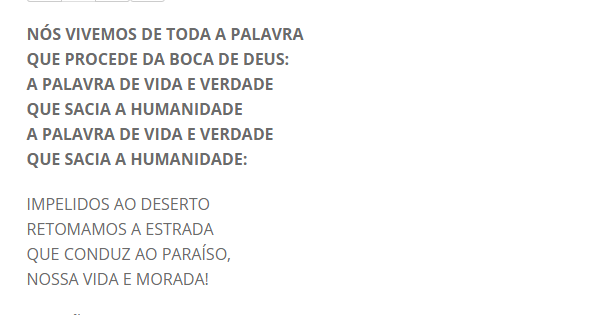 NÓS VIVEMOS DE TODA A PALAVRA
QUE PROCEDE DA BOCA DE DEUS:
A PALAVRA DE VIDA E VERDADE
QUE SACIA A HUMANIDADE
A PALAVRA DE VIDA E VERDADE
QUE SACIA A HUMANIDADE:
IMPELIDOS AO DESERTO
RETOMAMOS A ESTRADA
QUE CONDUZ AO PARAÍSO,
NOSSA VIDA E MORADA!